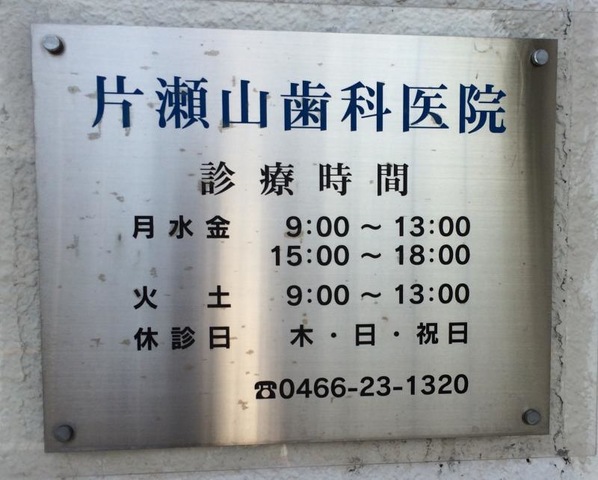 片瀬山歯科医院
診療時間
月水金 9:00～13:00
15:00～18:00
火 土 9:00～13:00
休診日 木・日・祝日
☎0466-23-1320